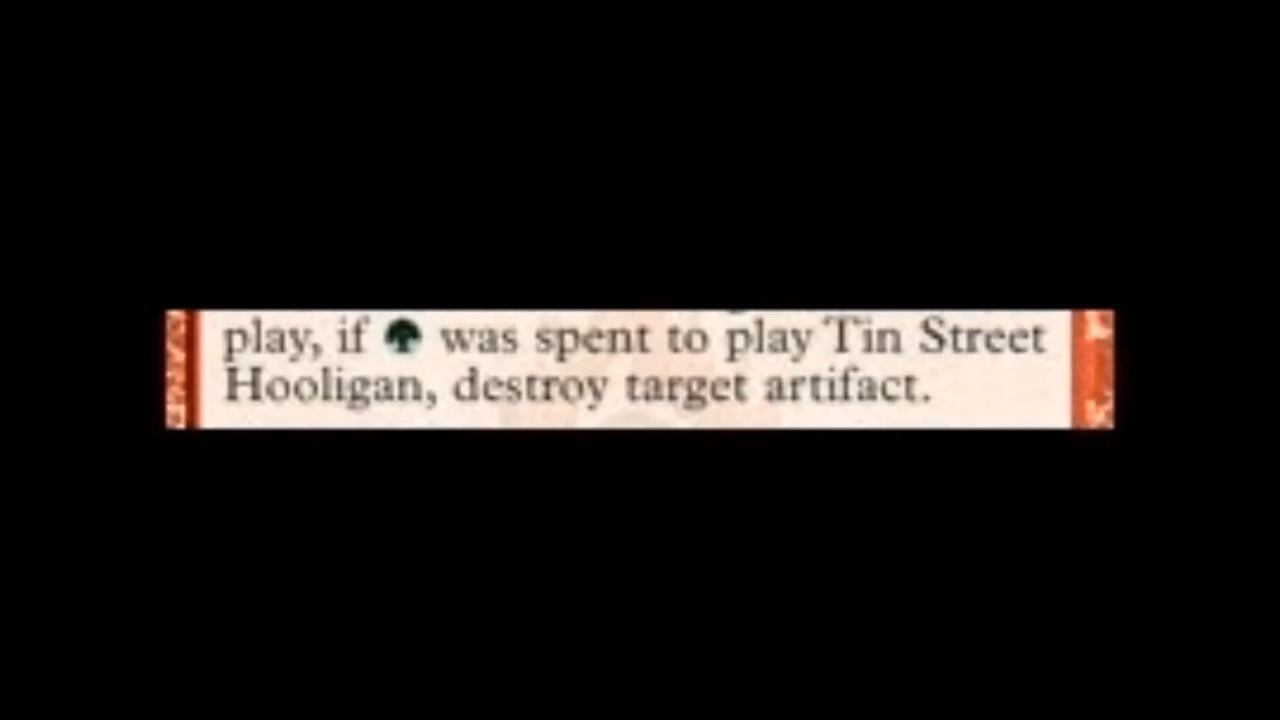 play, if was spent to play Tin Street
Hooligan, destroy target artifact.